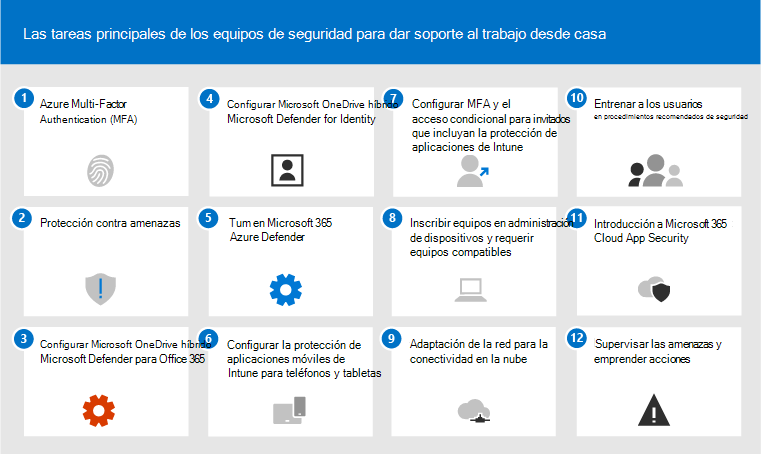 Las tareas principales de los equipos de seguridad para dar soporte al trabajo desde casa
1
Azure Multi-Factor
Authentication (MFA)
2
Protección contra amenazas
3
Configurar Microsoft OneDrive híbrido
Microsoft Defender para Office 365
4
Configurar Microsoft OneDrive híbrido
Microsoft Defender for Identity
5
Tum en Microsoft 365
Azure Defender
6
Configurar la protección de
aplicaciones móviles de
Intune para teléfonos y tabletas
7
Configurar MFA y el
acceso condicional para invitados
que incluyan la protección de
aplicaciones de Intune
8
Inscribir equipos en administración
de dispositivos y requerir
equipos compatibles
9
Adaptación de la red para la
conectividad en la nube
10
Entrenar a los usuarios
en procedimientos recomendados de seguridad
11
Introducción a Microsoft 365
Cloud App Security
12
Supervisar las amenazas y
emprender acciones